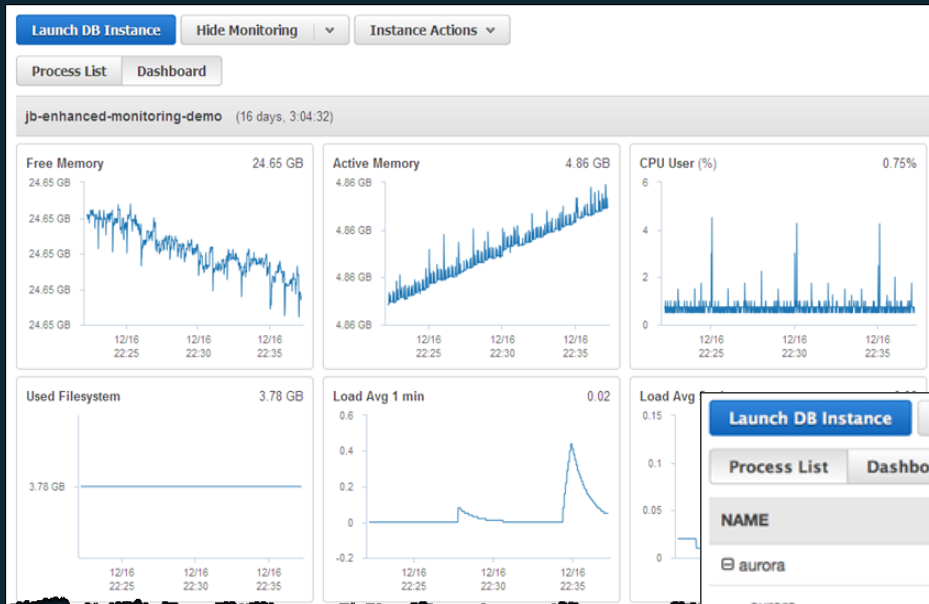 Launch DB Instance Hide Monitoring Instance Actions
Process List Dashboard
jb-enhanced-monitoring-demo (16 days, 3:04:32)
Free Memory 24.65 GB
24.65 GB
24.65 GB
24.65 GB
24.65 GB
24.65 GB
12/16 12/16 12/16
22:25 22:30 22:35
Active Memory 4.86 GB
4.86 GB
4.86 GB
4.86 GB
4.86 GB
12/16 12/16 12/16
22:25 22:30 22:35
CPU User (%) 0.75%
6
4
2
0
12/16 12/16 12/16
22:25 22:30 22:35
Used Filesystem 3.78 GB
3.78 GB
12/16 12/16 12/16
22:25 22:30 22:35
Load Avg 1 min 0.02
0.6
0.4
0.2
0
-0.2
12/16 12/16 12/16
22:25 22:30 22:35
Load Avg
0.15
0.1
0.05
0
Launch DB Instance
Process List Dashbo
NAME
aurora